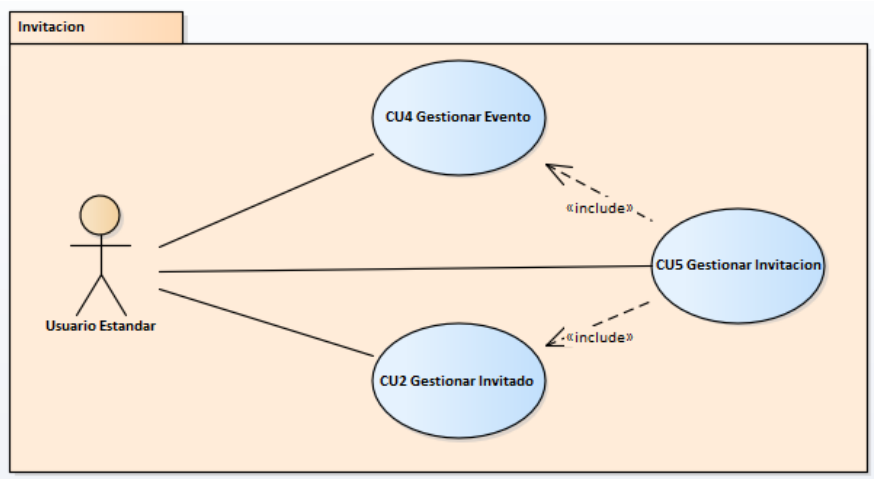 Invitacion
CU4 Gestionar Evento
«include»
CU5 Gestionar Invitacion
Usuario Estandar
«include»
CU2 Gestionar Invitado